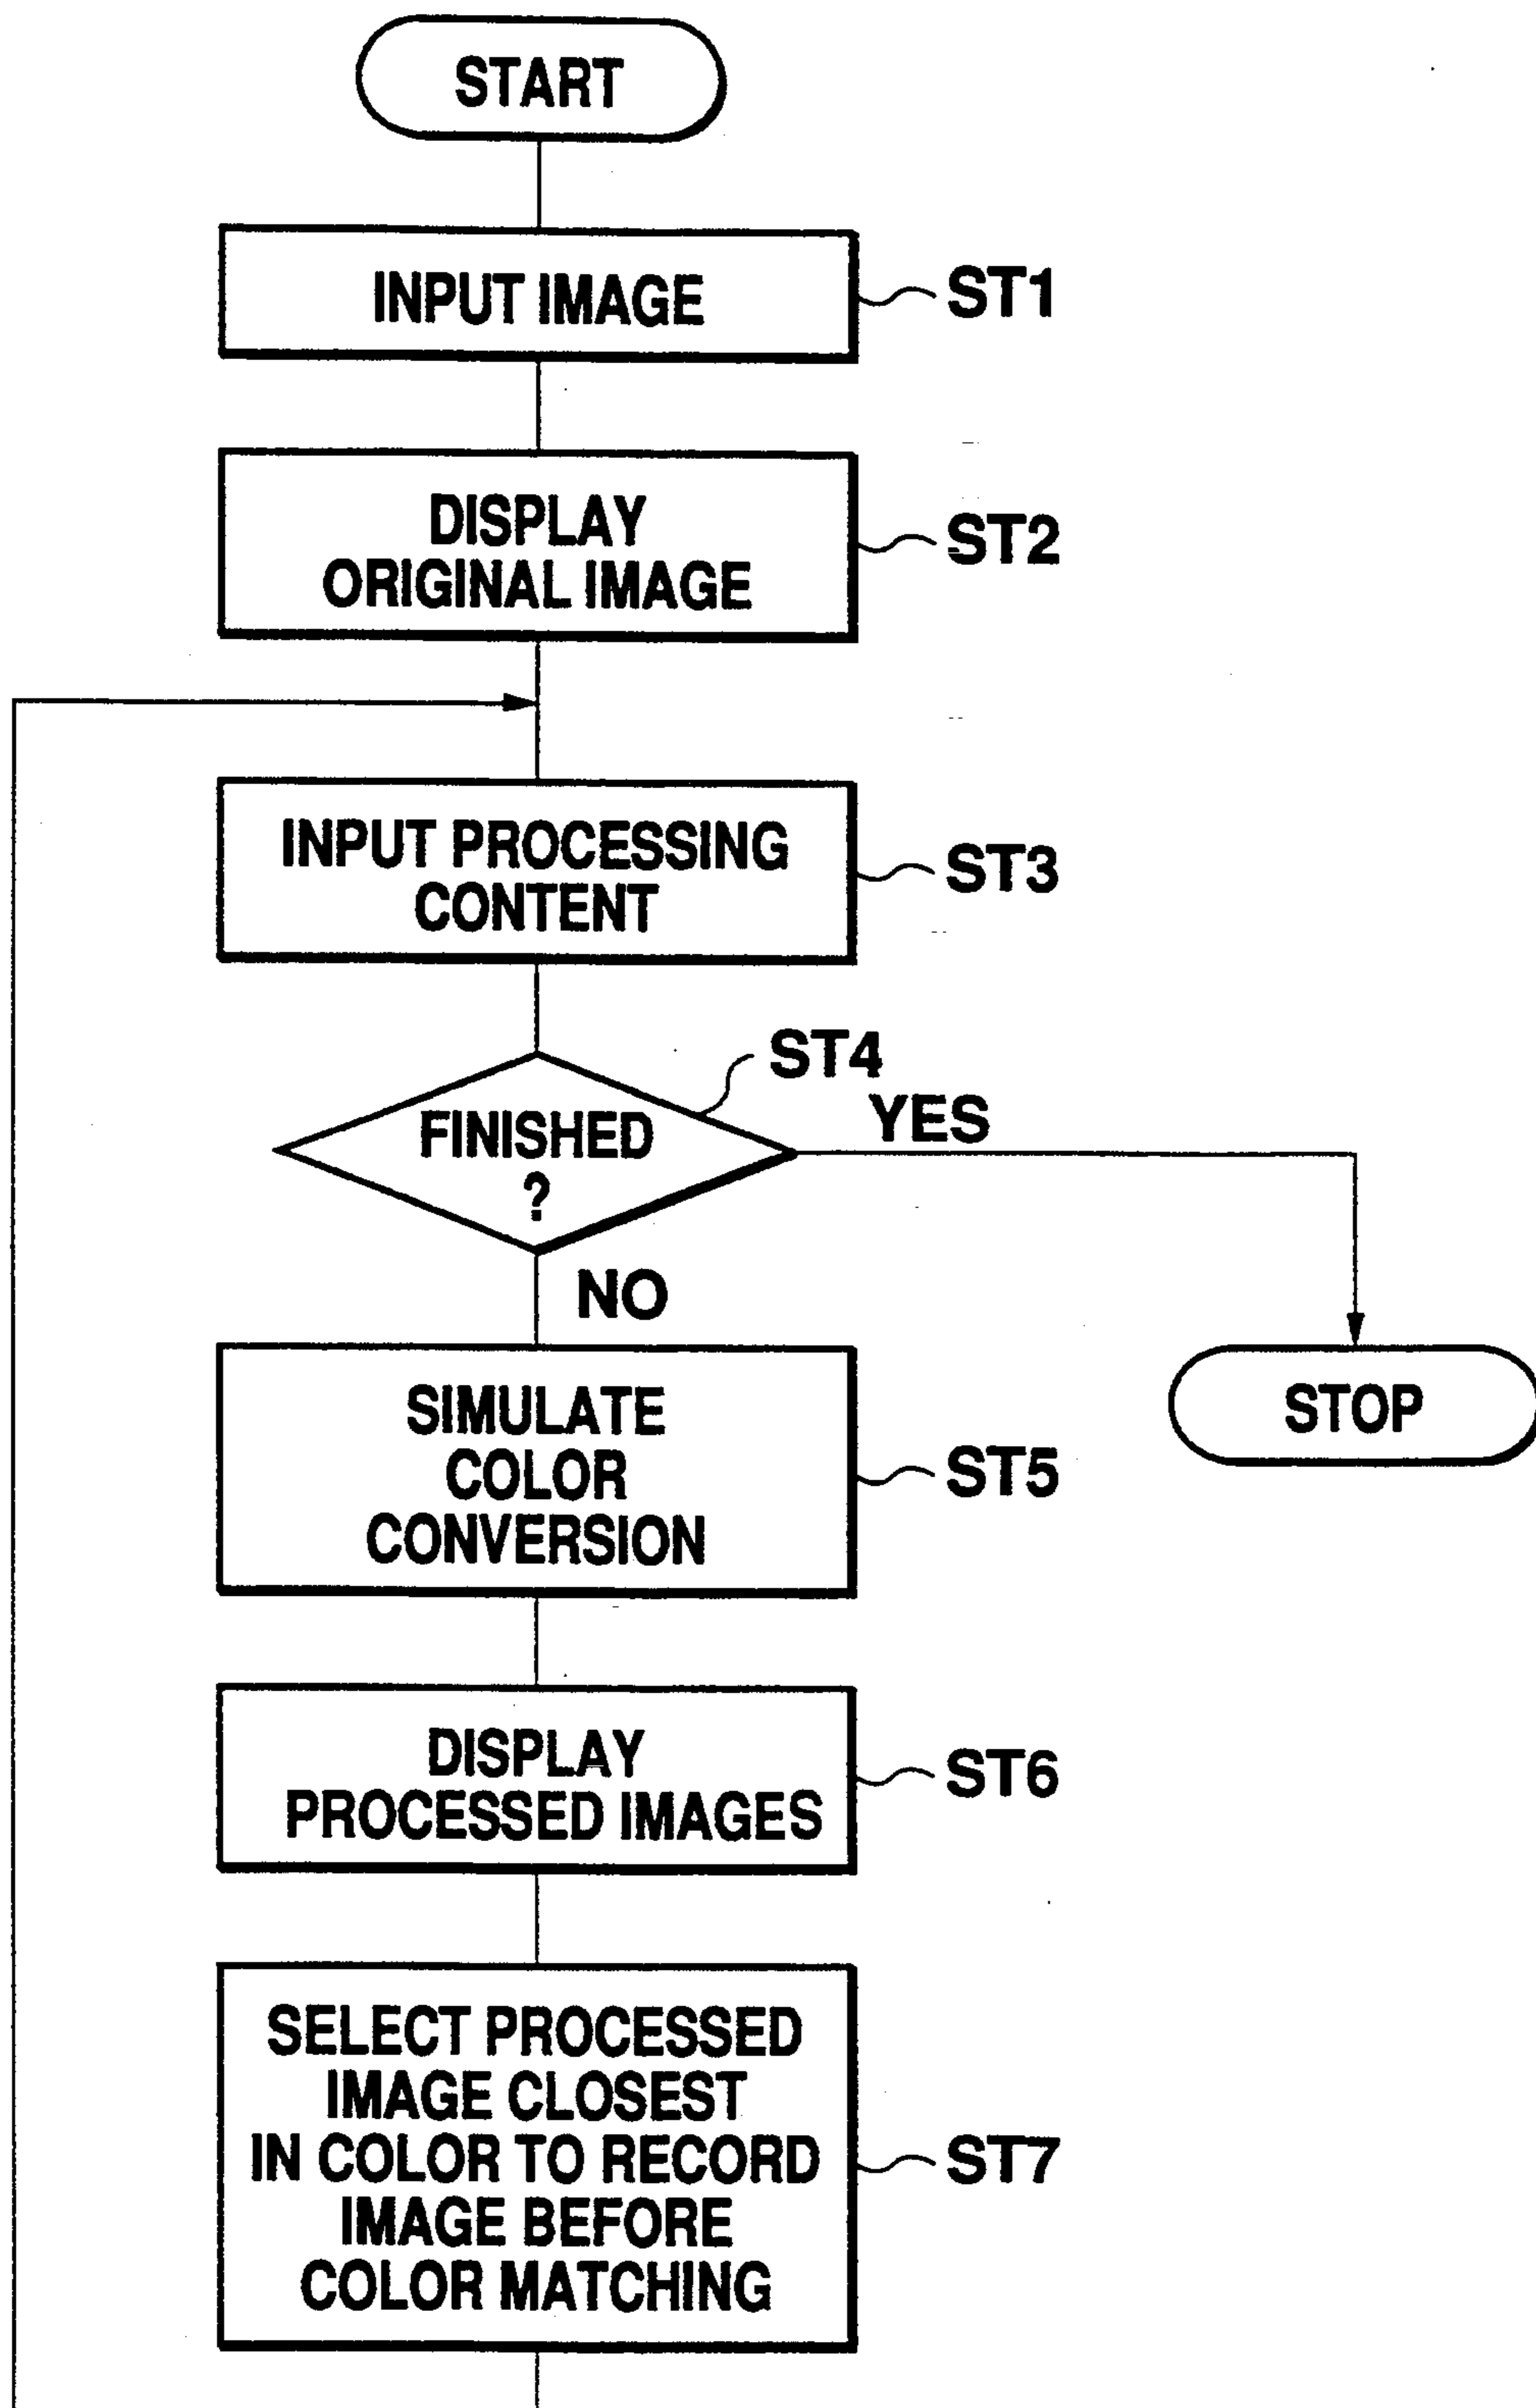 START
INPUT IMAGE
ST1
DISPLAY
ORIGINAL IMAGE
ST2
INPUT PROCESSING
CONTENT
ST3
ST4
FINISHED
?
YES
NO
SIMULATE
COLOR
CONVERSION
ST5
STOP
DISPLAY
PROCESSED IMAGES
ST6
SELECT PROCESSED
IMAGE CLOSEST
IN COLOR TO RECORD
IMAGE BEFORE
COLOR MATCHING
ST7